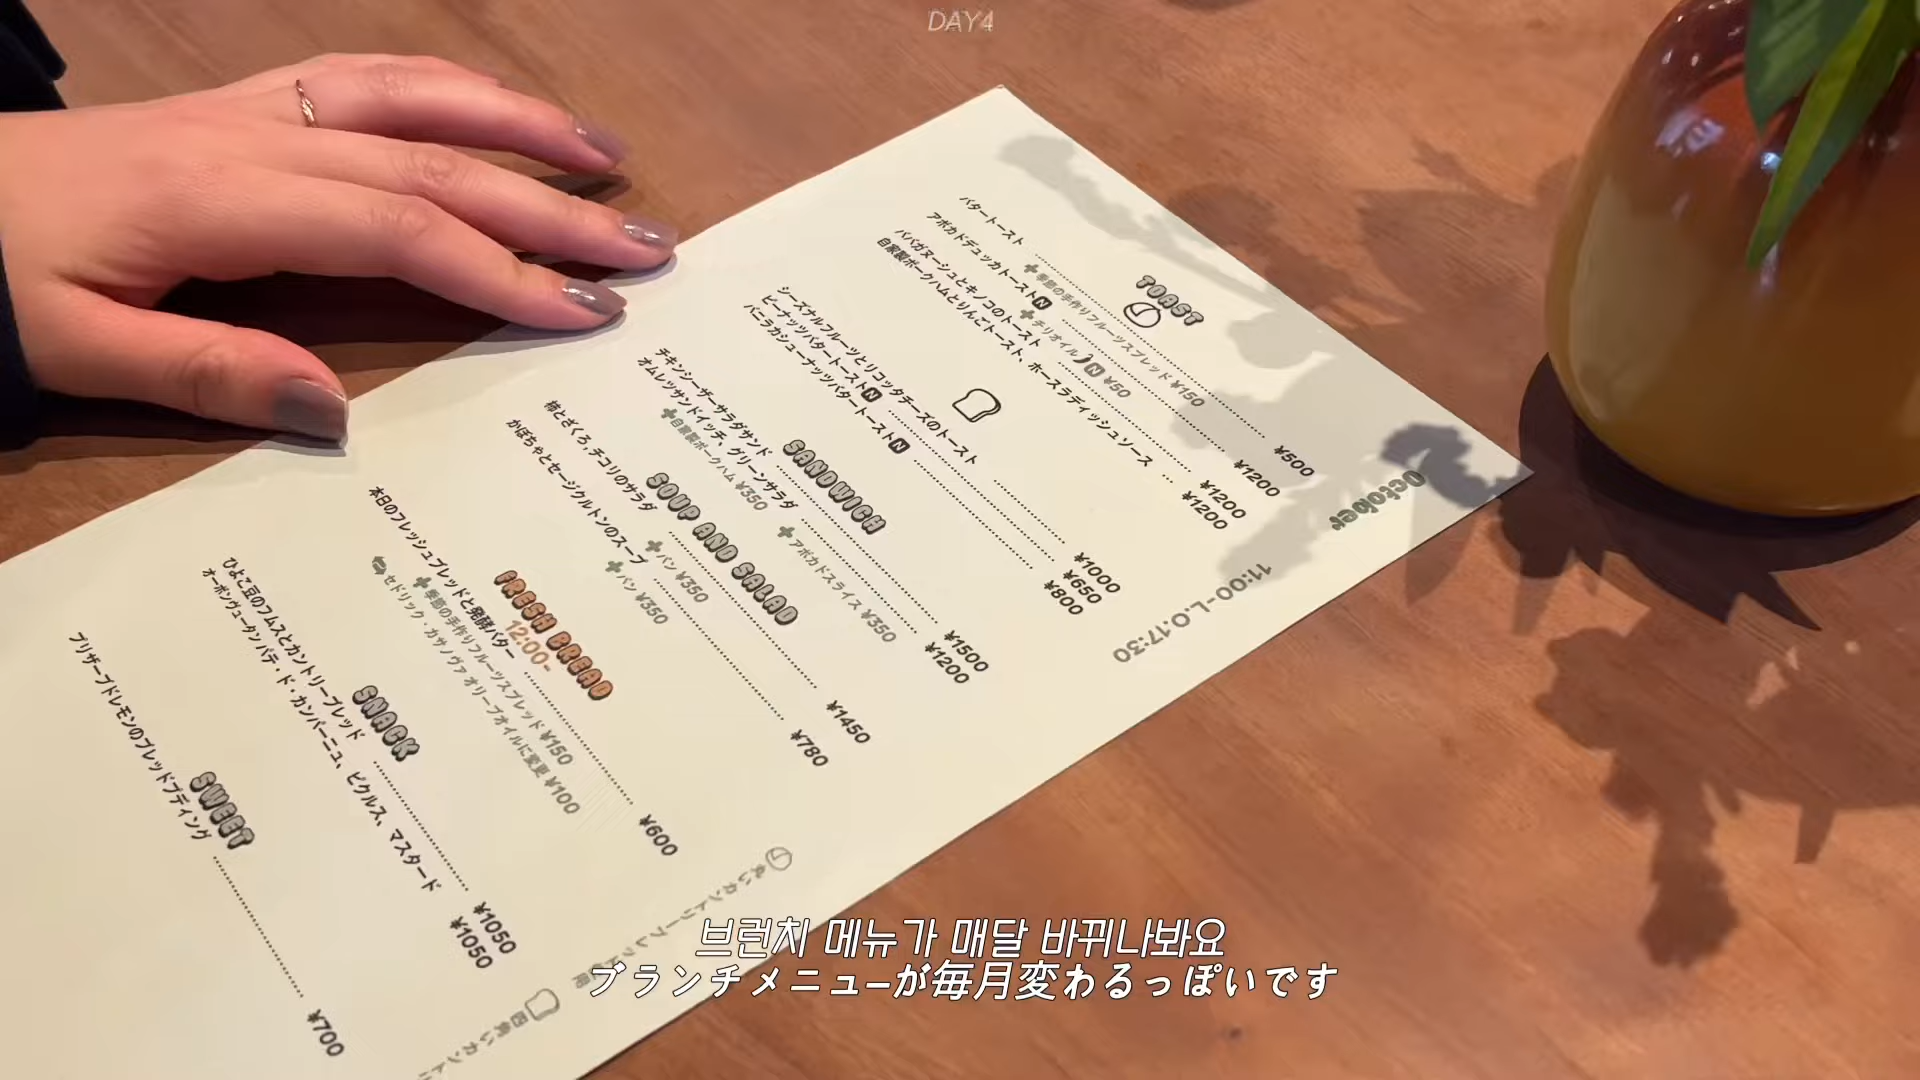 DAY4
October
11:00-L.O.17:30
TOAST
バタートースト ¥500
✚季節の手作りフルーツスプレッド ¥150
アボカドデュッカトースト N ¥1200
✚チリオイル N ¥50
ババガヌーシュとキノコのトースト ¥1200
自家製ポークハムとりんごトースト、ホースラディッシュソース ¥1200
シーズナルフルーツとリコッタチーズのトースト ¥1000
ピーナッツバタートースト N ¥650
バニラカシューナッツバタートースト N ¥800
SANDWICH
チキンシーザーサラダサンド ¥1500
✚アボカドスライス ¥350
オムレツサンドイッチ、グリーンサラダ ¥1200
✚自家製ポークハム ¥350
SOUP AND SALAD
柿とざくろ,チコリのサラダ ¥1450
✚パン ¥350
かぼちゃとセージクルトンのスープ ¥780
✚パン ¥350
FRESH BREAD
12:00-
本日のフレッシュブレッドと発酵バター ¥600
✚季節の手作りフルーツスプレッド ¥150
セドリック・カサノヴァ オリーブオイルに変更 ¥100
SNACK
ひよこ豆のフムスとカントリーブレッド ¥1050
オーボンヴュータンパテ・ド・カンパーニュ、ピクルス、マスタード ¥1050
SWEET
プリザーブドレモンのブレッドプディング ¥700
丸いカントリーブレッド使用
四角いカント
브런치 메뉴가 매달 바뀌나봐요
ブランチメニューが毎月変わるっぽいです